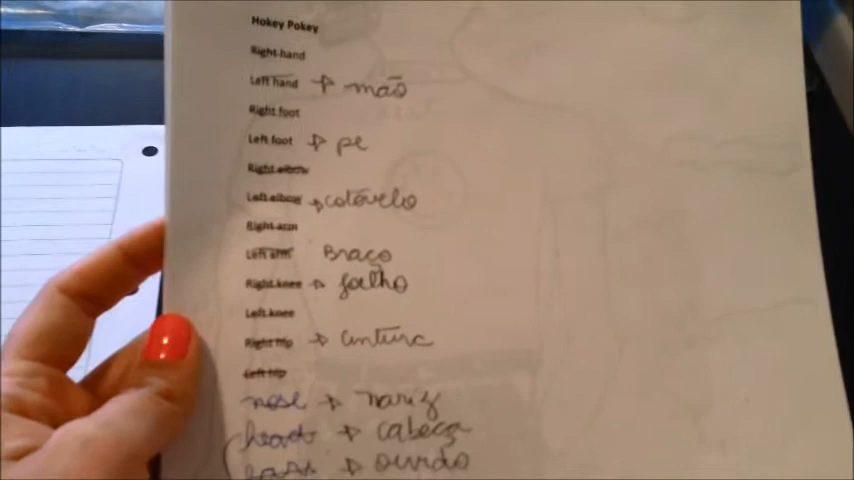 Hokey Pokey
Right hand
Left hand → mão
Right foot
Left foot → pe
Right elbow
Left elbow → cotovelo
Right arm
Left arm Braço
Right knee → joelho
Left knee
Right hip → cintura
Left hip
nose → nariz
head → cabeça
ears → ouvido